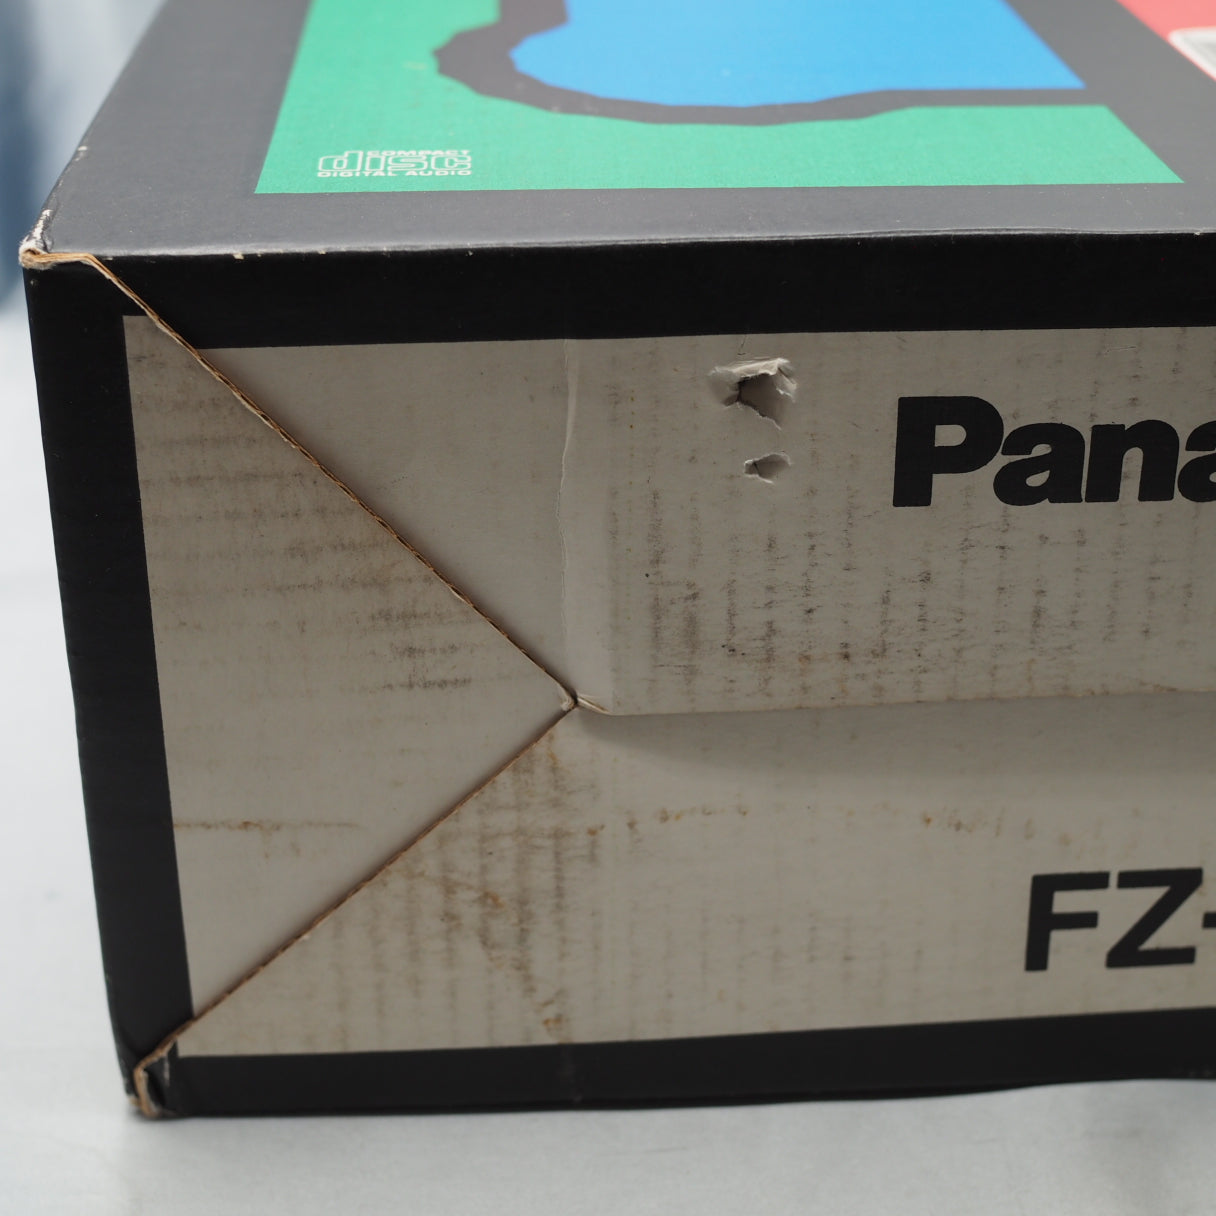 COMPACT
disc
DIGITAL AUDIO
Pana
FZ-